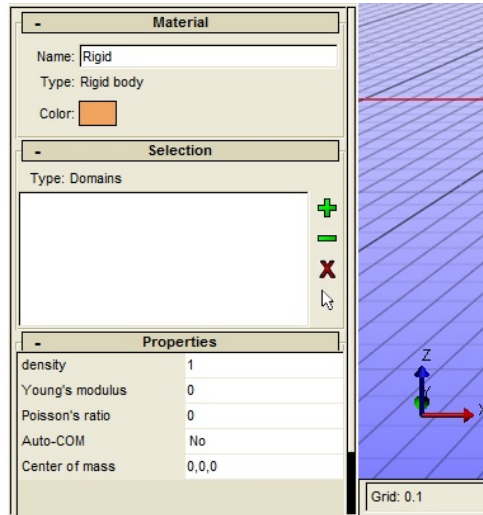 - Material
Name: Rigid
Type: Rigid body
Color:
- Selection
Type: Domains
- Properties
density 1
Young's modulus 0
Poisson's ratio 0
Auto-COM No
Center of mass 0,0,0
Z
Y
X
Grid: 0.1